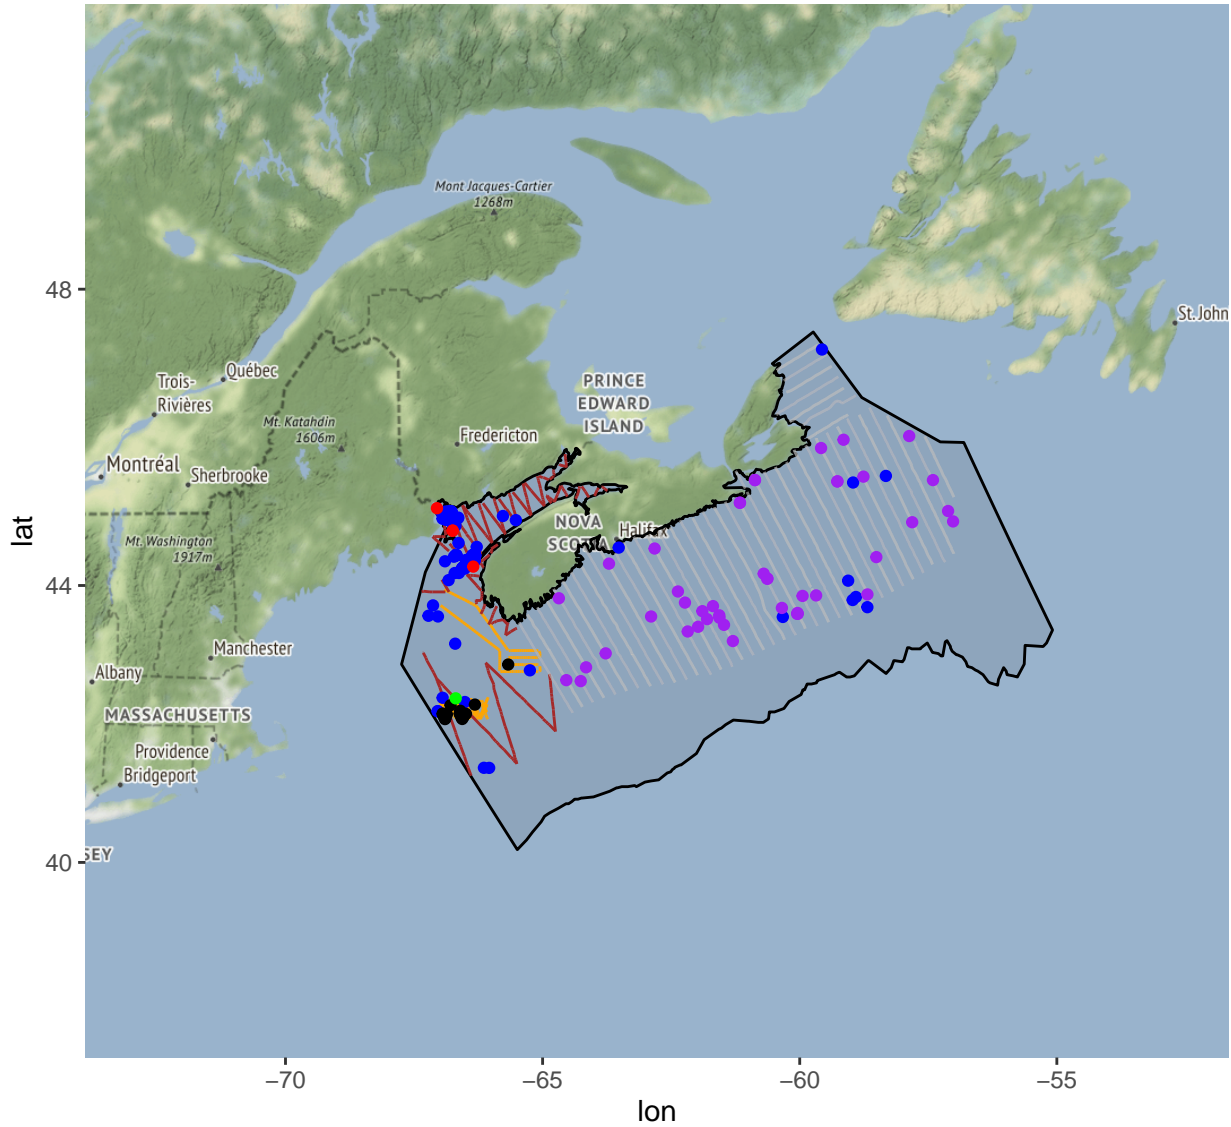 Mont Jacques-Cartier
1268m
48
St. John
Québec
Trois-
Rivières
PRINCE
EDWARD
ISLAND
Mt. Katahdin
1606m
Fredericton
Montréal
Sherbrooke
NOVA
SCOTIA
Halifax
Mt. Washington
1917m
lat
44
Manchester
Albany
MASSACHUSETTS
Providence
Bridgeport
SEY
40
−70
−65
−60
−55
lon